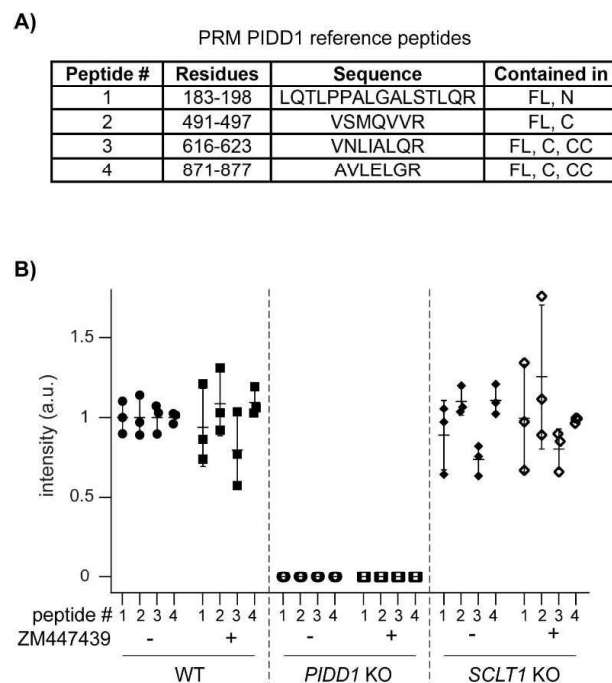 A)
PRM PIDD1 reference peptides
Peptide # Residues Sequence Contained in
1 183-198 LQTLPPALGALSTLQR FL, N
2 491-497 VSMQVVR FL, C
3 616-623 VNLIALQR FL, C, CC
4 871-877 AVLELGR FL, C, CC
B)
intensity (a.u.)
1.5
1
0.5
0
peptide # 1 2 3 4 1 2 3 4 1 2 3 4 1 2 3 4 1 2 3 4 1 2 3 4
ZM447439 - + - + - +
WT PIDD1 KO SCLT1 KO